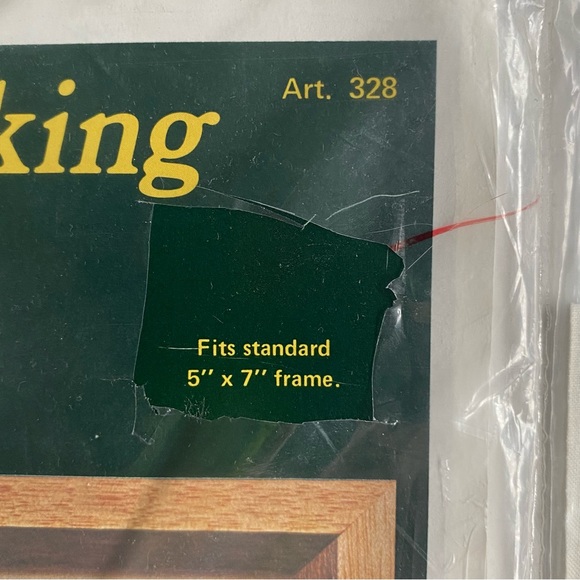 Art. 328
king
Fits standard
5" x 7" frame.